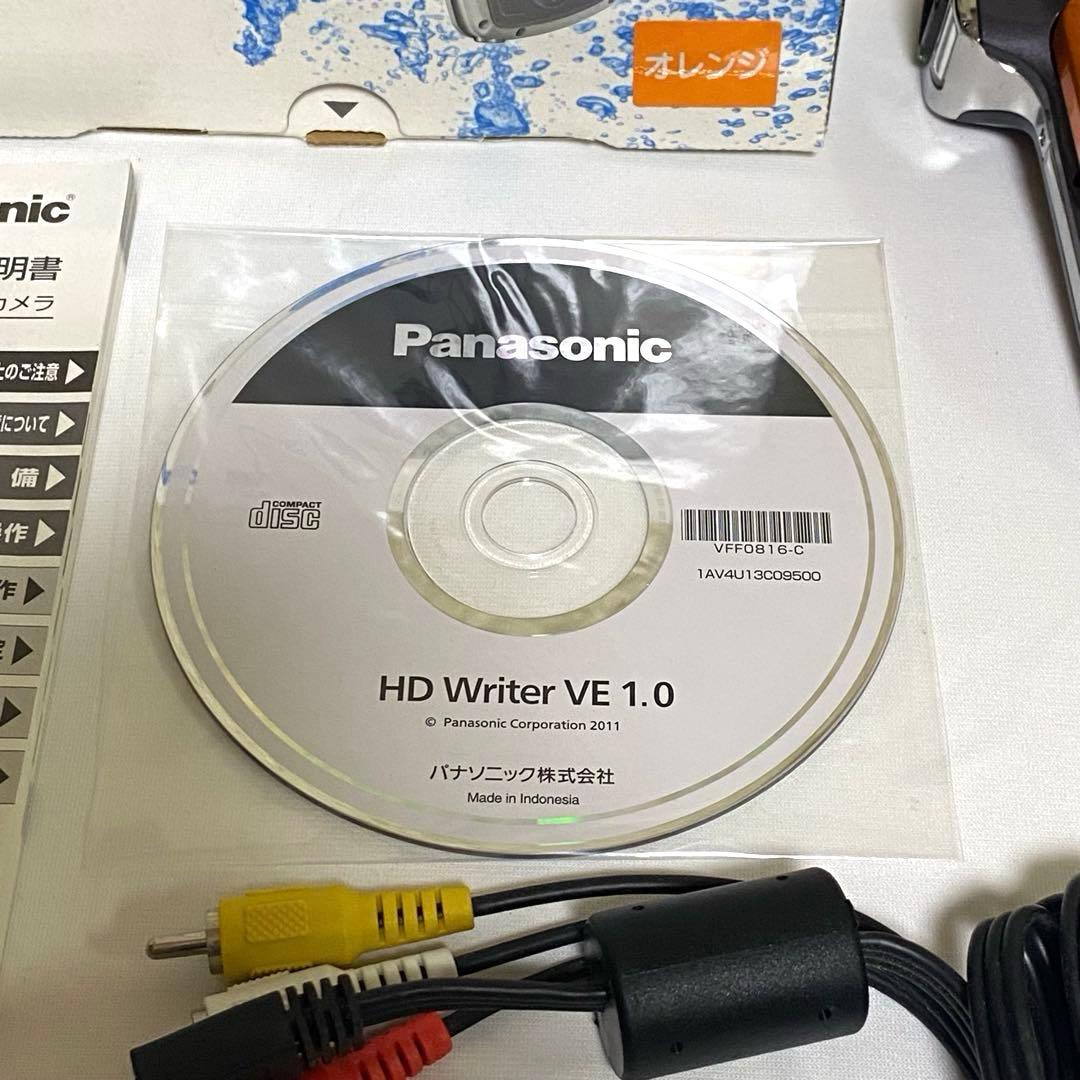 オレンジ
nic®
明書
カメラ
のご注意
について
備
作
作
Panasonic
COMPACT
disc
VFF0816-C
1AV4U13C09500
HD Writer VE 1.0
© Panasonic Corporation 2011
パナソニック株式会社
Made in Indonesia